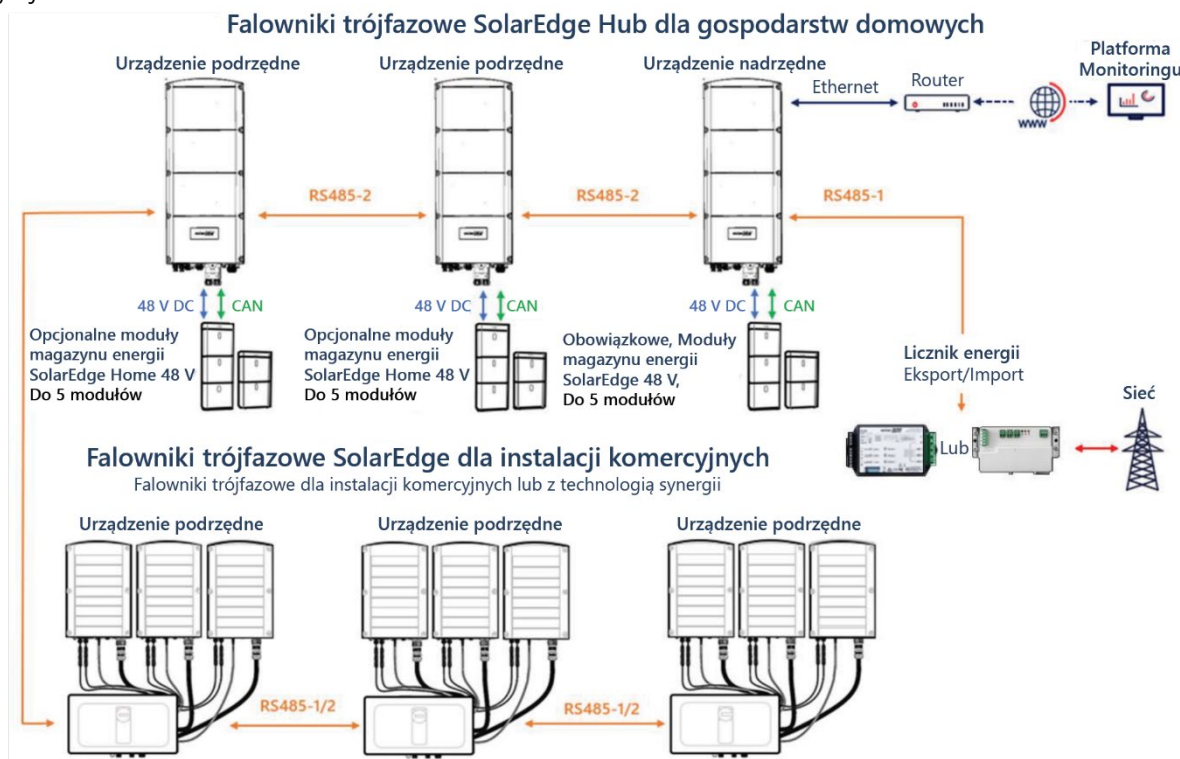 Falowniki trójfazowe SolarEdge Hub dla gospodarstw domowych
Urządzenie podrzędne
Urządzenie podrzędne
Urządzenie nadrzędne
Ethernet
Router
WWW
Platforma
Monitoringu
RS485-2
RS485-2
RS485-1
48 V DC
CAN
48 V DC
CAN
48 V DC
CAN
Opcjonalne moduły
magazynu energii
SolarEdge Home 48 V
Do 5 modułów
Opcjonalne moduły
magazynu energii
SolarEdge Home 48 V
Do 5 modułów
Obowiązkowe, Moduły
magazynu energii
SolarEdge 48 V,
Do 5 modułów
Licznik energii
Eksport/Import
Lub
Sieć
Falowniki trójfazowe SolarEdge dla instalacji komercyjnych
Falowniki trójfazowe dla instalacji komercyjnych lub z technologią synergii
Urządzenie podrzędne
Urządzenie podrzędne
Urządzenie podrzędne
RS485-1/2
RS485-1/2